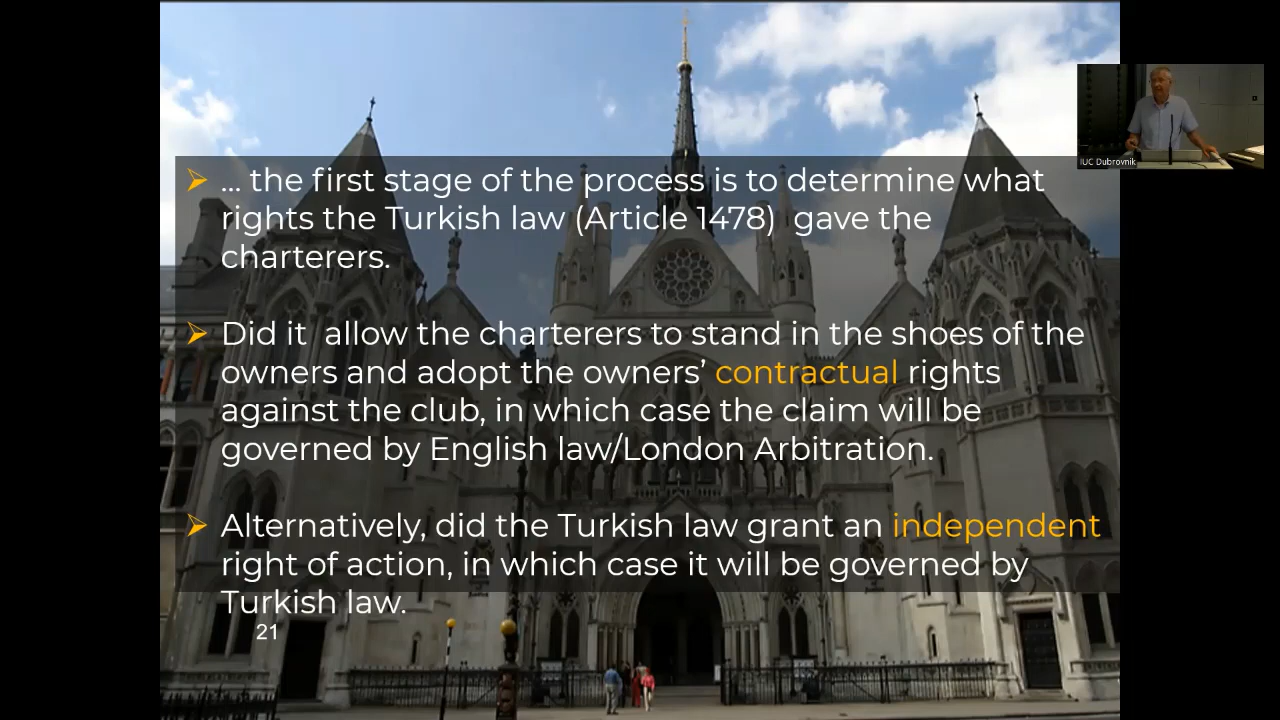 ... the first stage of the process is to determine what
rights the Turkish law (Article 1478)  gave the
charterers.
Did it  allow the charterers to stand in the shoes of the
owners and adopt the owners’ contractual rights
against the club, in which case the claim will be
governed by English law/London Arbitration.
Alternatively, did the Turkish law grant an independent
right of action, in which case it will be governed by
Turkish law.
21
IUC Dubrovnik